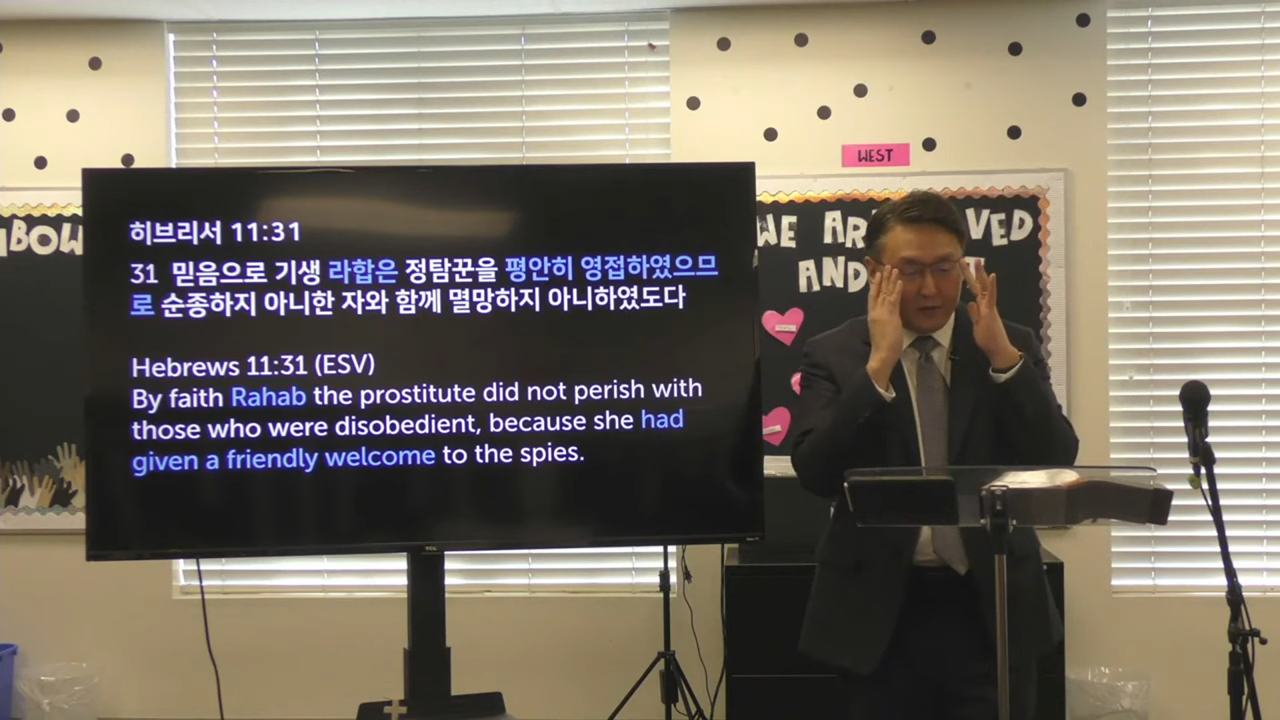 히브리서 11:31
31 믿음으로 기생 라합은 정탐꾼을 평안히 영접하였으므
로 순종하지 아니한 자와 함께 멸망하지 아니하였도다
Hebrews 11:31 (ESV)
By faith Rahab the prostitute did not perish with
those who were disobedient, because she had
given a friendly welcome to the spies.
TCL
WEST
WE ARE
VED
AND